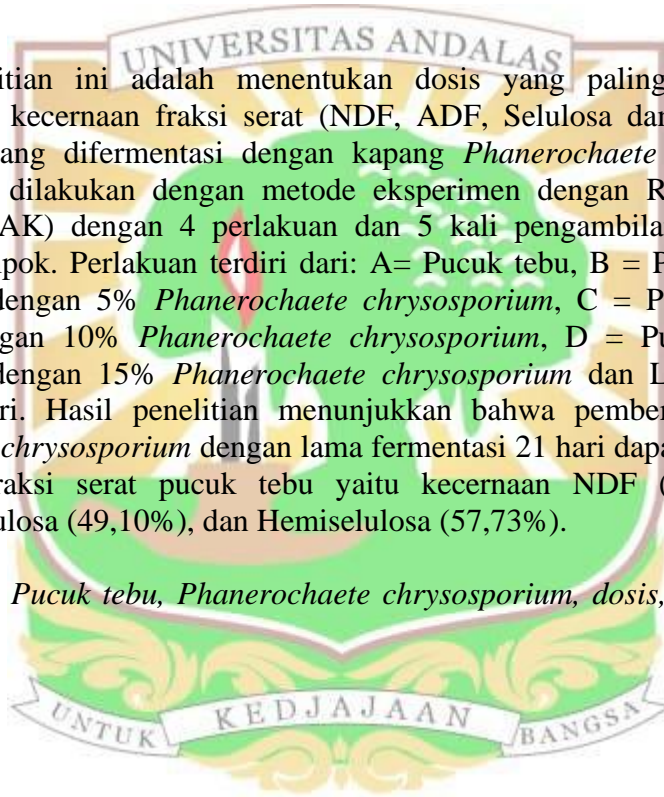 UNIVERSITAS ANDALAS
itian ini adalah menentukan dosis yang paling
kecernaan fraksi serat (NDF, ADF, Selulosa dar
ang difermentasi dengan kapang Phanerochaete
dilakukan dengan metode eksperimen dengan R
AK) dengan 4 perlakuan dan 5 kali pengambila
npok. Perlakuan terdiri dari: A= Pucuk tebu, B = P
dengan 5% Phanerochaete chrysosporium, C = P
gan 10% Phanerochaete chrysosporium, D = Pu
dengan 15% Phanerochaete chrysosporium dan L
ri. Hasil penelitian menunjukkan bahwa pember
chrysosporium dengan lama fermentasi 21 hari dapa
raksi serat pucuk tebu yaitu kecernaan NDF (
ulosa (49,10%), dan Hemiselulosa (57,73%).
Pucuk tebu, Phanerochaete chrysosporium, dosis,
UNTUK KEDJAJAAN BANGSA